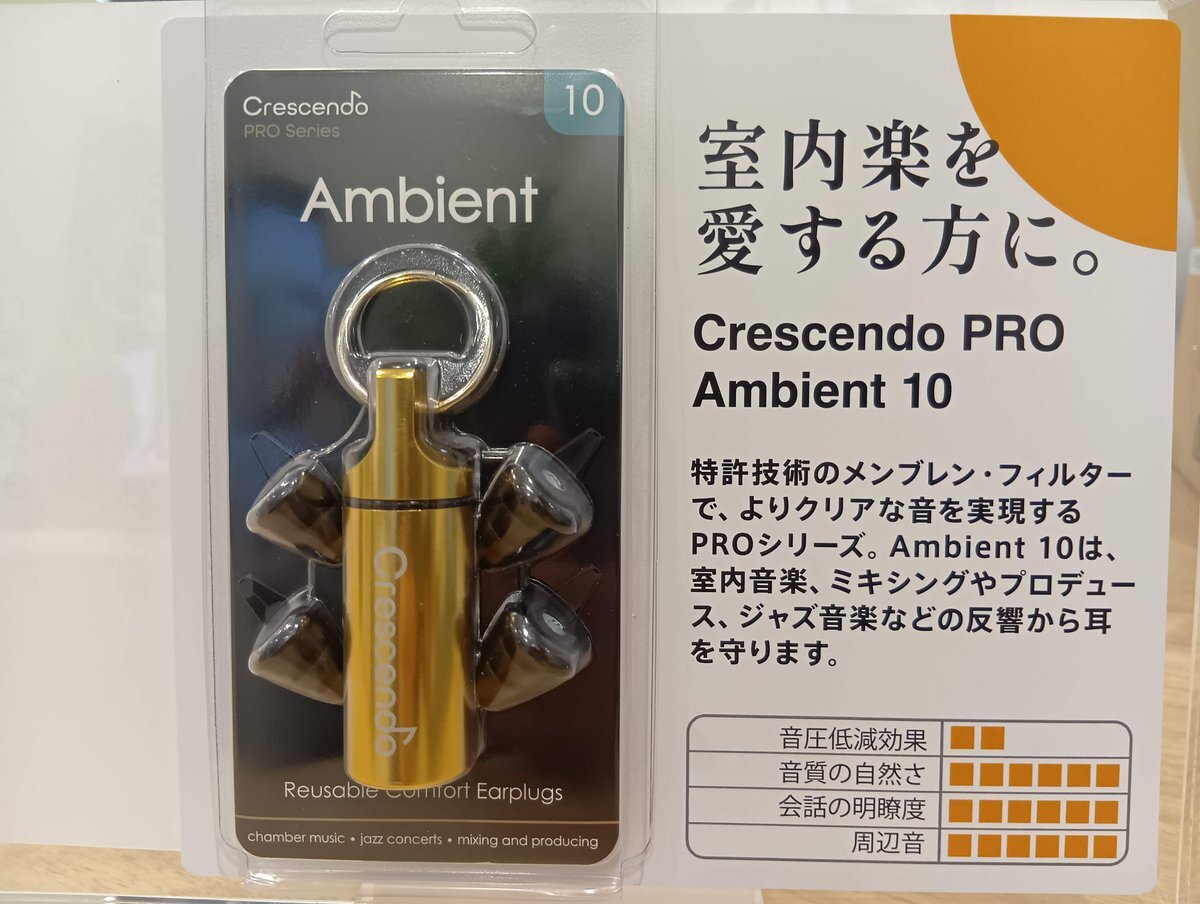 Crescendo
PRO Series
10
Ambient
Crescendo
Reusable Comfort Earplugs
chamber music • jazz concerts • mixing and producing
室内楽を
愛する方に。
Crescendo PRO
Ambient 10
特許技術のメンブレン・フィルター
で、よりクリアな音を実現する
PROシリーズ。Ambient 10は、
室内音楽、ミキシングやプロデュー
ス、ジャズ音楽などの反響から耳
を守ります。
音圧低減効果
音質の自然さ
会話の明瞭度
周辺音